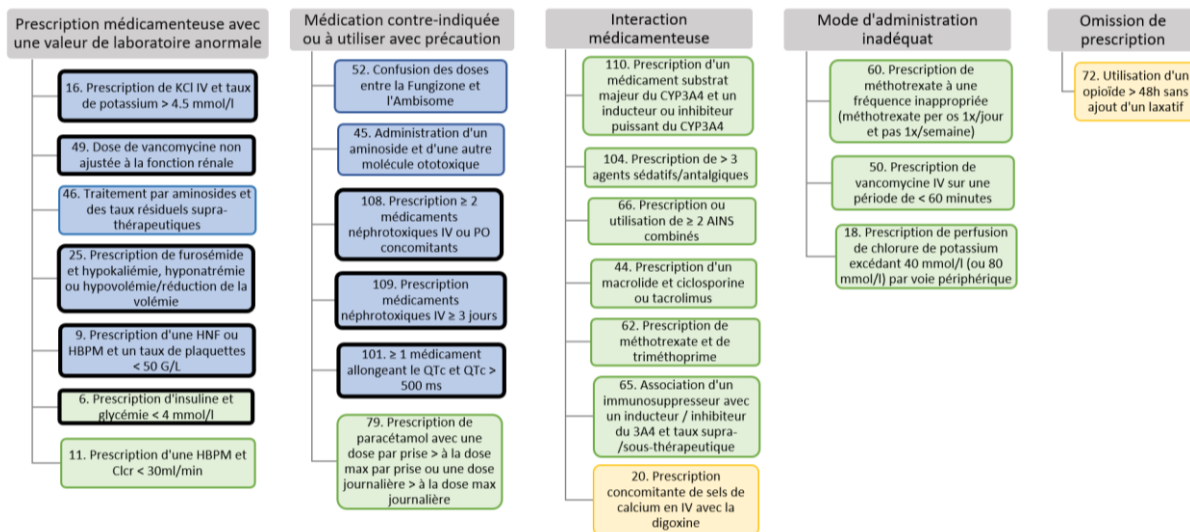 Prescription médicamenteuse avec
une valeur de laboratoire anormale
16. Prescription de KCl IV et taux
de potassium > 4.5 mmol/l
49. Dose de vancomycine non
ajustée à la fonction rénale
46. Traitement par aminosides et
des taux résiduels supra-
thérapeutiques
25. Prescription de furosémide
et hypokaliémie, hyponatrémie
ou hypovolémie/réduction de la
volémie
9. Prescription d'une HNF ou
HBPM et un taux de plaquettes
< 50 G/L
6. Prescription d'insuline et
glycémie < 4 mmol/l
11. Prescription d'une HBPM et
Clcr < 30ml/min
Médication contre-indiquée
ou à utiliser avec précaution
52. Confusion des doses
entre la Fungizone et
l'Ambisome
45. Administration d'un
aminoside et d'une autre
molécule ototoxique
108. Prescription ≥ 2
médicaments
néphrotoxiques IV ou PO
concomitants
109. Prescription
médicaments
néphrotoxiques IV ≥ 3 jours
101. ≥ 1 médicament
allongeant le QTc et QTc >
500 ms
79. Prescription de
paracétamol avec une
dose par prise > à la dose
max par prise ou une dose
journalière > à la dose max
journalière
Interaction
médicamenteuse
110. Prescription d'un
médicament substrat
majeur du CYP3A4 et un
inducteur ou inhibiteur
puissant du CYP3A4
104. Prescription de > 3
agents sédatifs/antalgiques
66. Prescription ou
utilisation de ≥ 2 AINS
combinés
44. Prescription d'un
macrolide et ciclosporine
ou tacrolimus
62. Prescription de
méthotrexate et de
triméthoprime
65. Association d'un
immunosuppresseur avec
un inducteur / inhibiteur
du 3A4 et taux supra-
/sous-thérapeutique
20. Prescription
concomitante de sels de
calcium en IV avec la
digoxine
Mode d'administration
inadéquat
60. Prescription de
méthotrexate à une
fréquence inappropriée
(méthotrexate per os 1x/jour
et pas 1x/semaine)
50. Prescription de
vancomycine IV sur une
période de < 60 minutes
18. Prescription de perfusion
de chlorure de potassium
excédant 40 mmol/l (ou 80
mmol/l) par voie périphérique
Omission de
prescription
72. Utilisation d'un
opioïde > 48h sans
ajout d'un laxatif